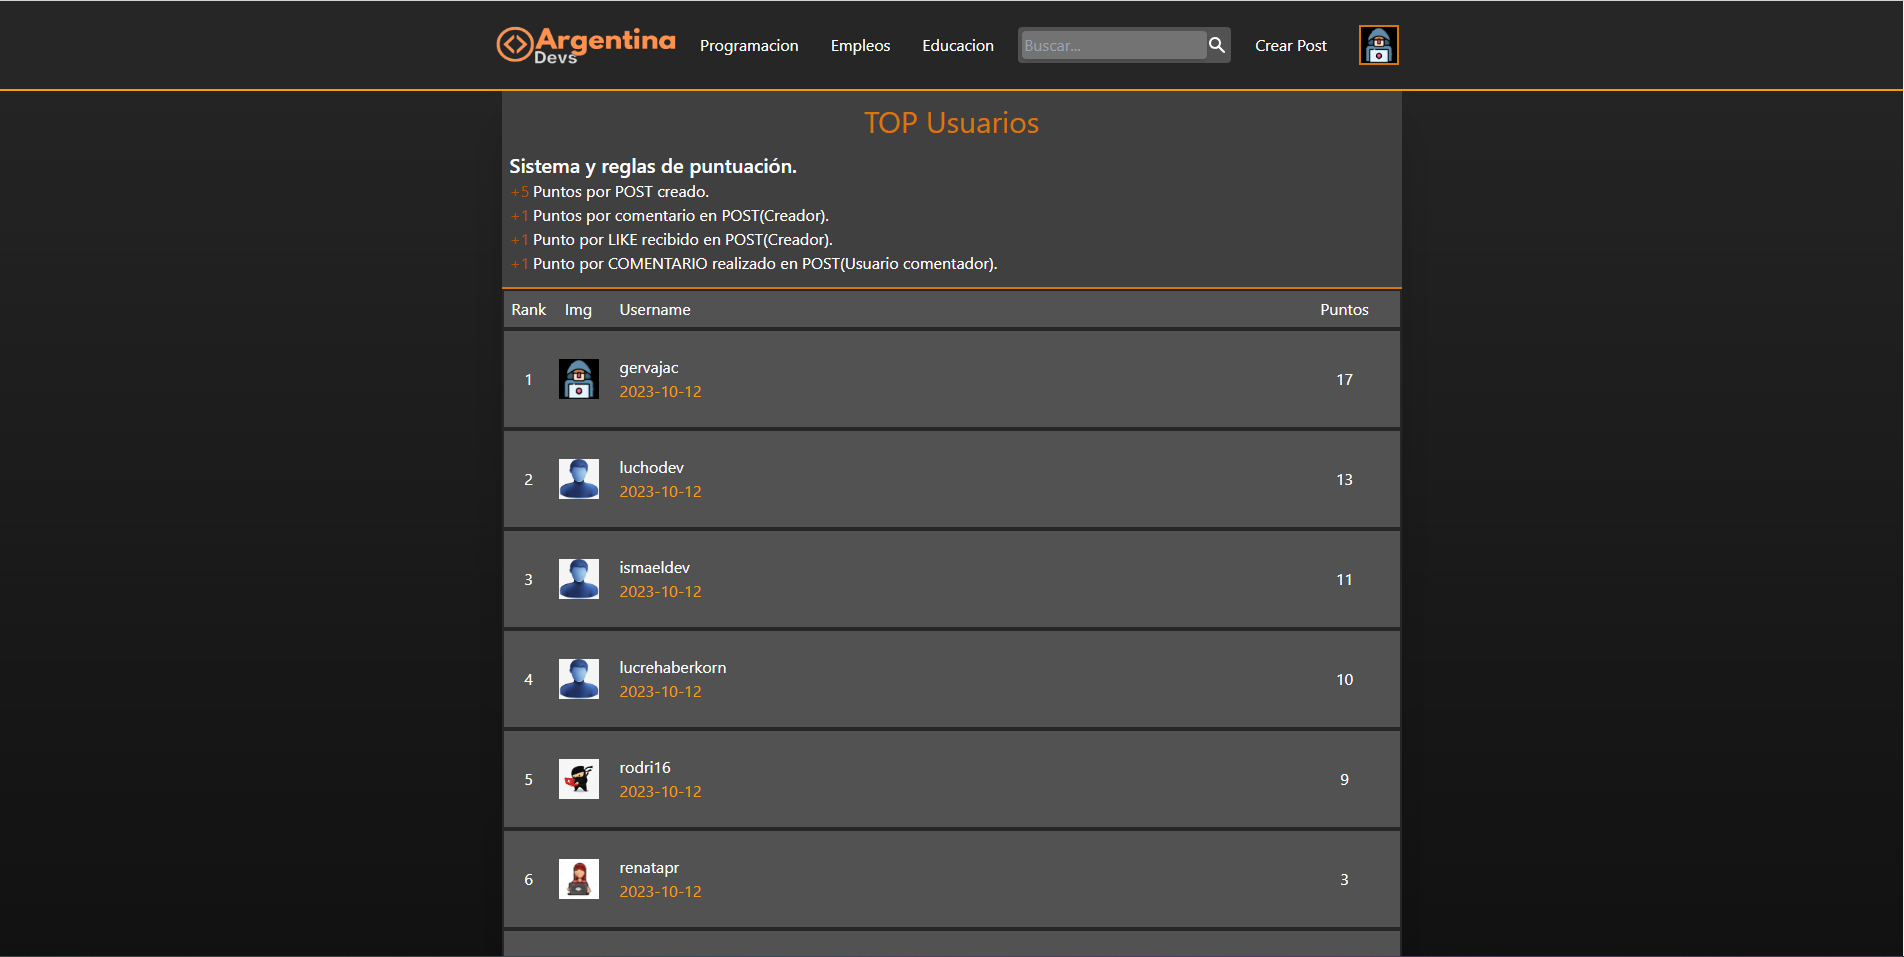 Argentina
Devs
Programacion Empleos Educacion Buscar... Crear Post
TOP Usuarios
Sistema y reglas de puntuación.
+5 Puntos por POST creado.
+1 Puntos por comentario en POST(Creador).
+1 Punto por LIKE recibido en POST(Creador).
+1 Punto por COMENTARIO realizado en POST(Usuario comentador).
Rank Img Username Puntos
1 gervajac 17
2023-10-12
2 luchodev 13
2023-10-12
3 ismaeldev 11
2023-10-12
4 lucrehaberkorn 10
2023-10-12
5 rodri16 9
2023-10-12
6 renatapr 3
2023-10-12